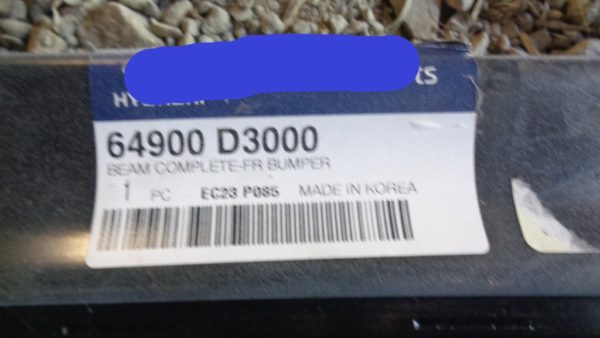 64900 D3000
BEAM COMPLETE-FR BUMPER
1 PC EC23 P085 MADE IN KOREA